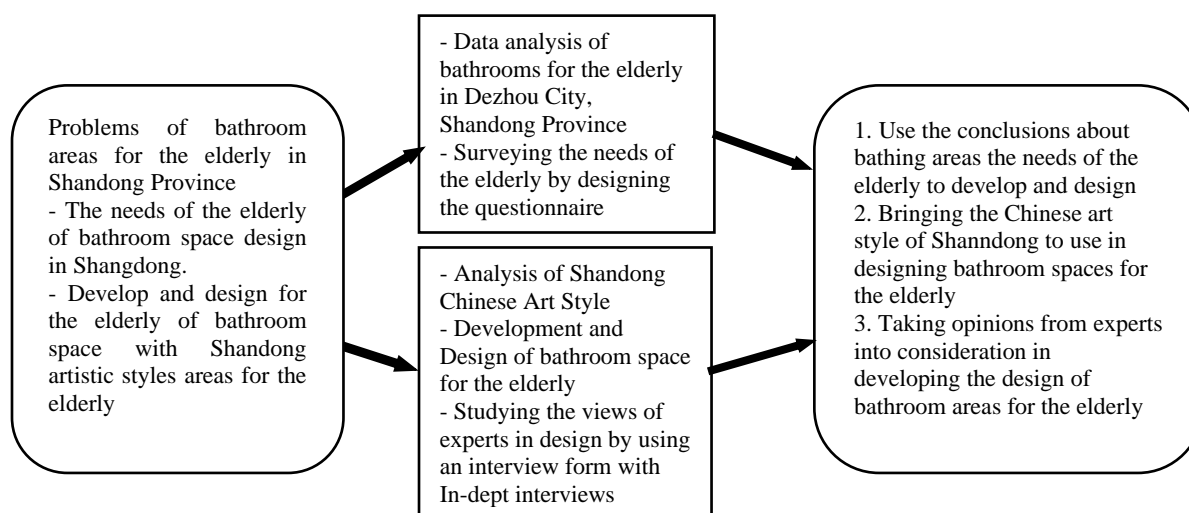 Problems of bathroom
areas for the elderly in
Shandong Province
- The needs of the elderly
of bathroom space design
in Shangdong.
- Develop and design for
the elderly of bathroom
space with Shandong
artistic styles areas for the
elderly
- Data analysis of
bathrooms for the elderly
in Dezhou City,
Shandong Province
- Surveying the needs of
the elderly by designing
the questionnaire
- Analysis of Shandong
Chinese Art Style
- Development and
Design of bathroom space
for the elderly
- Studying the views of
experts in design by using
an interview form with
In-dept interviews
1. Use the conclusions about
bathing areas the needs of the
elderly to develop and design
2. Bringing the Chinese art
style of Shanndong to use in
designing bathroom spaces for
the elderly
3. Taking opinions from experts
into consideration in
developing the design of
bathroom areas for the elderly